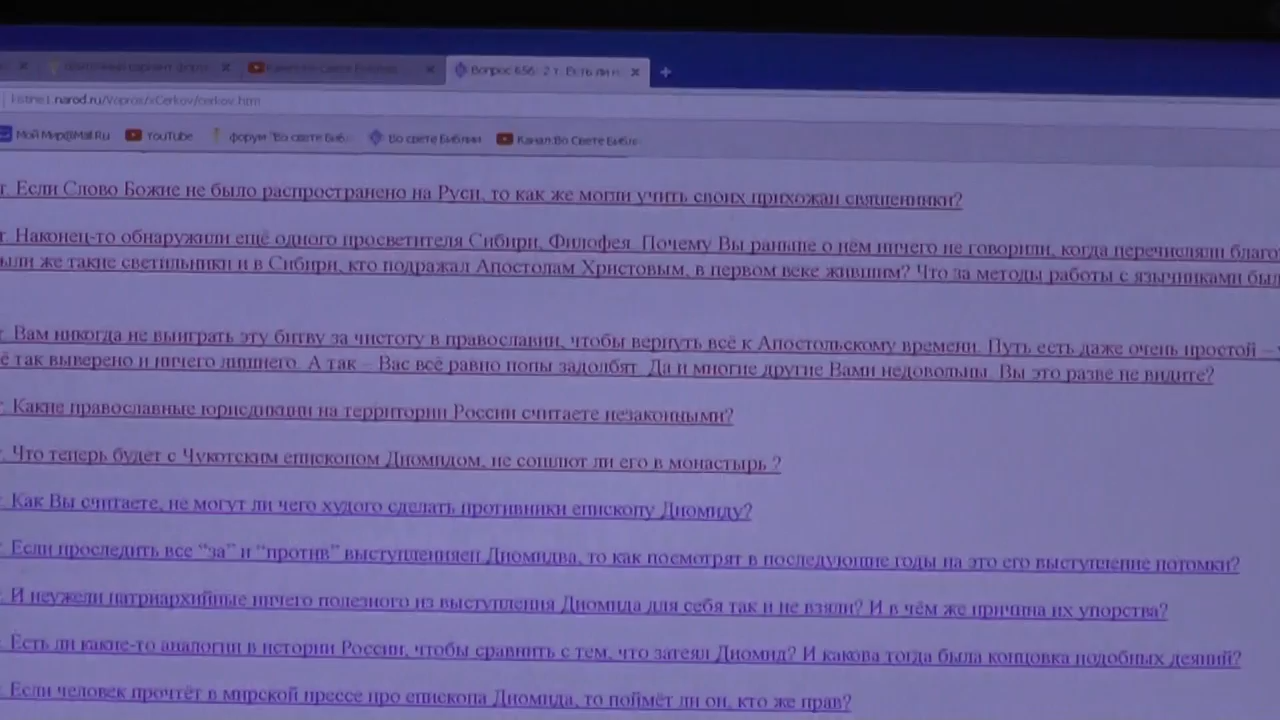 Вопрос 656: 2 т. Есть ли н
kistine1.narod.ru/Vopros/xCerkov/cerkov.htm
Мой Мир@Mail.Ru YouTube форум "Во свете Биб Во свете Библии Канал Во Свете Библ
т. Если Слово Божие не было распространено на Руси, то как же могли учить своих прихожан священники?
т. Наконец-то обнаружили ещё одного просветителя Сибири, Филофея. Почему Вы раньше о нём ничего не говорили, когда перечисляли благо
ыли же такие светильники и в Сибири, кто подражал Апостолам Христовым, в первом веке жившим? Что за методы работы с язычниками был
т. Вам никогда не выиграть эту битву за чистоту в православии, чтобы вернуть всё к Апостольскому времени. Путь есть даже очень простой –
ё так выверено и ничего лишнего. А так – Вас всё равно попы задолбят. Да и многие другие Вами недовольны. Вы это разве не видите?
т. Какие православные юрисдикции на территории России считаете незаконными?
т. Что теперь будет с Чукотским епископом Диомидом, не сошлют ли его в монастырь ?
т. Как Вы считаете, не могут ли чего худого сделать противники епископу Диомиду?
т. Если проследить все “за” и “против” выступленияеп Диомидва, то как посмотрят в последующие годы на это его выступление потомки?
т. И неужели патриархийные ничего полезного из выступления Диомида для себя так и не взяли? И в чём же причина их упорства?
т. Есть ли какие-то аналогии в истории России, чтобы сравнить с тем, что затеял Диомид? И какова тогда была концовка подобных деяний?
т. Если человек прочтёт в мирской прессе про епископа Диомида, то поймёт ли он, кто же прав?